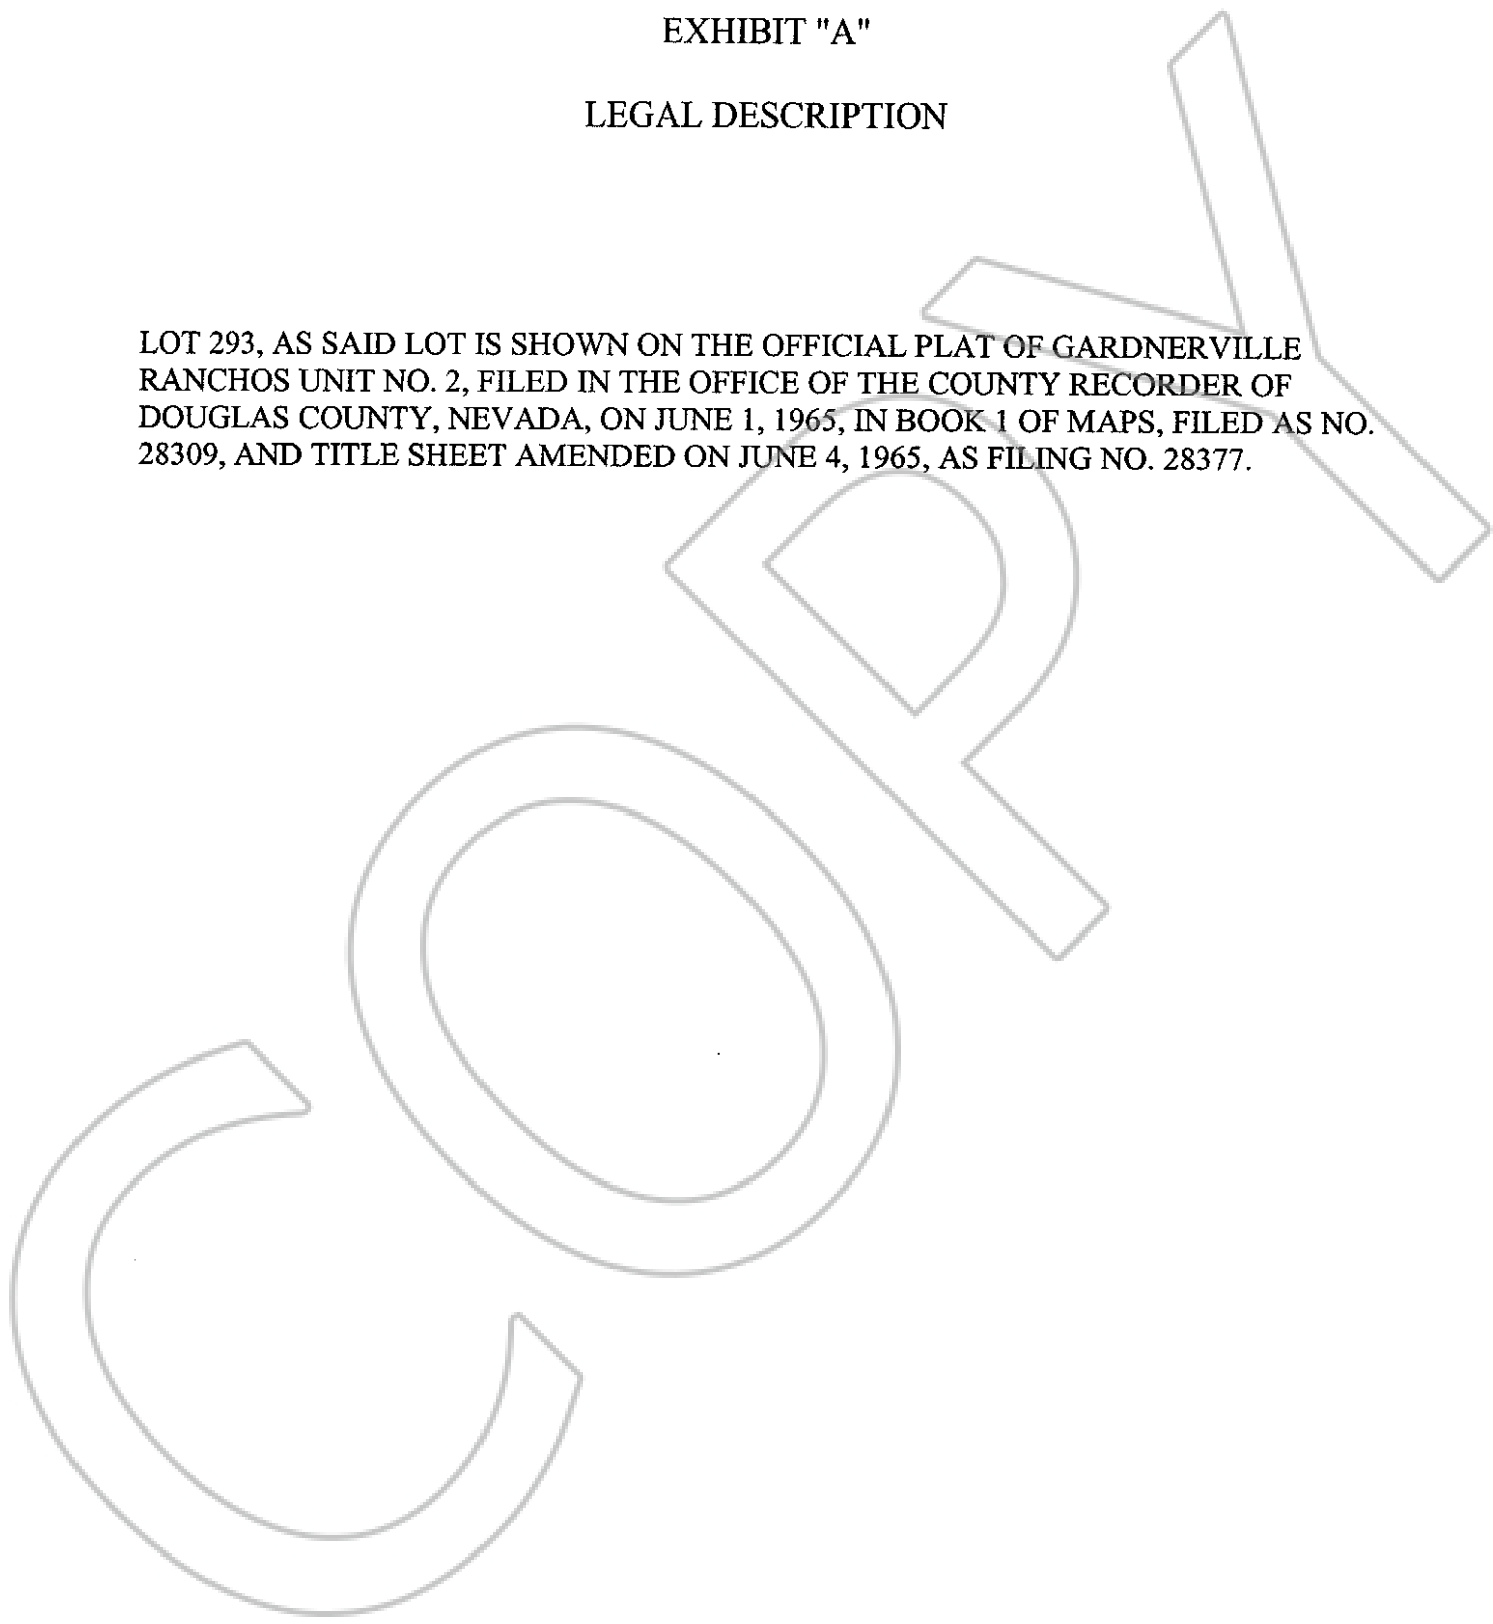 EXHIBIT "A"
LEGAL DESCRIPTION
LOT 293, AS SAID LOT IS SHOWN ON THE OFFICIAL PLAT OF GARDNERVILLE
RANCHOS UNIT NO. 2, FILED IN THE OFFICE OF THE COUNTY RECORDER OF
DOUGLAS COUNTY, NEVADA, ON JUNE 1, 1965, IN BOOK 1 OF MAPS, FILED AS NO.
28309, AND TITLE SHEET AMENDED ON JUNE 4, 1965, AS FILING NO. 28377.
COPY